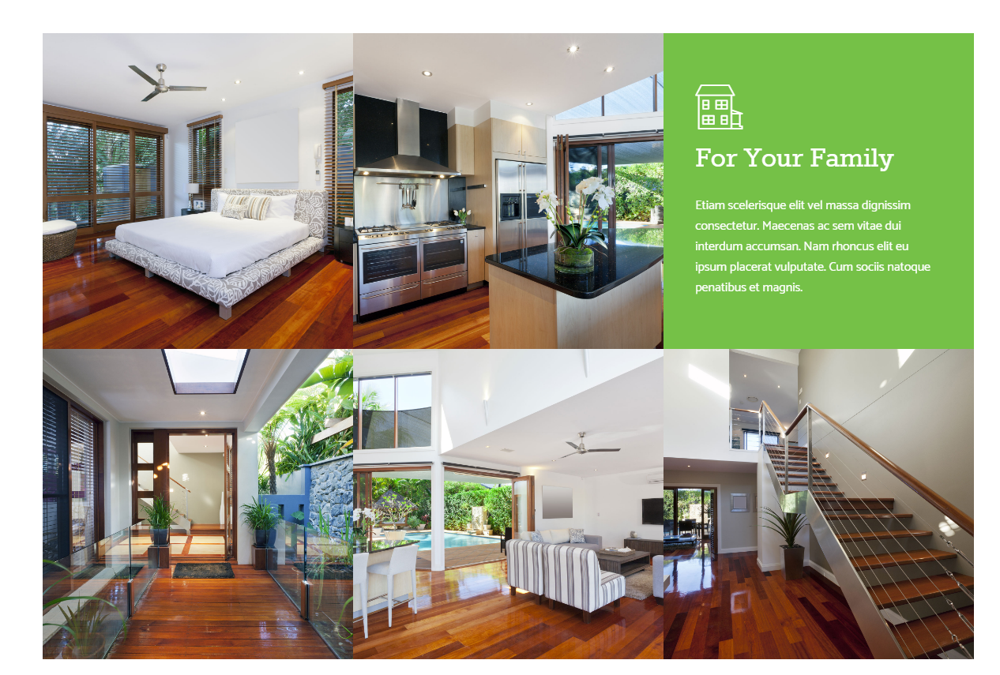 For Your Family
Etiam scelerisque elit vel massa dignissim
consectetur. Maecenas ac sem vitae dui
interdum accumsan. Nam rhoncus elit eu
ipsum placerat vulputate. Cum sociis natoque
penatibus et magnis.